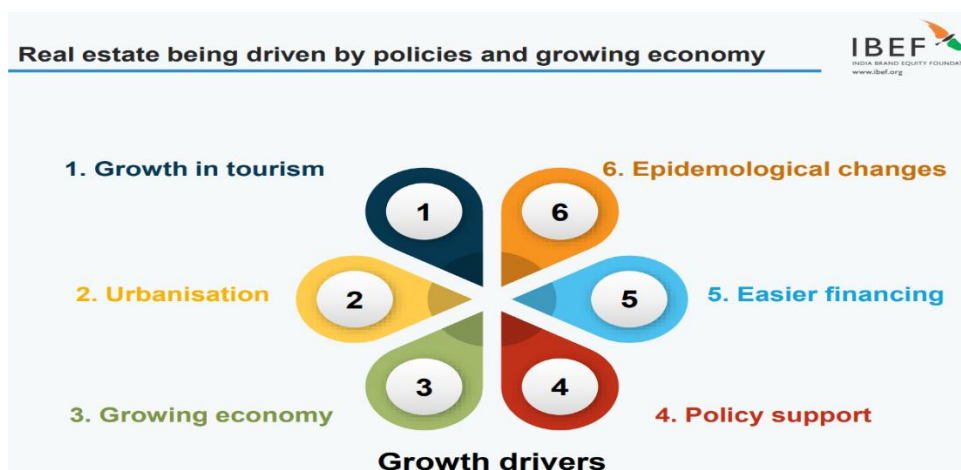 Real estate being driven by policies and growing economy
IBEF
www.ibef.org
1. Growth in tourism
6. Epidemological changes
1
6
2. Urbanisation
2
5
5. Easier financing
3. Growing economy
3
4
4. Policy support
Growth drivers
INDIA BRAND EQUITY